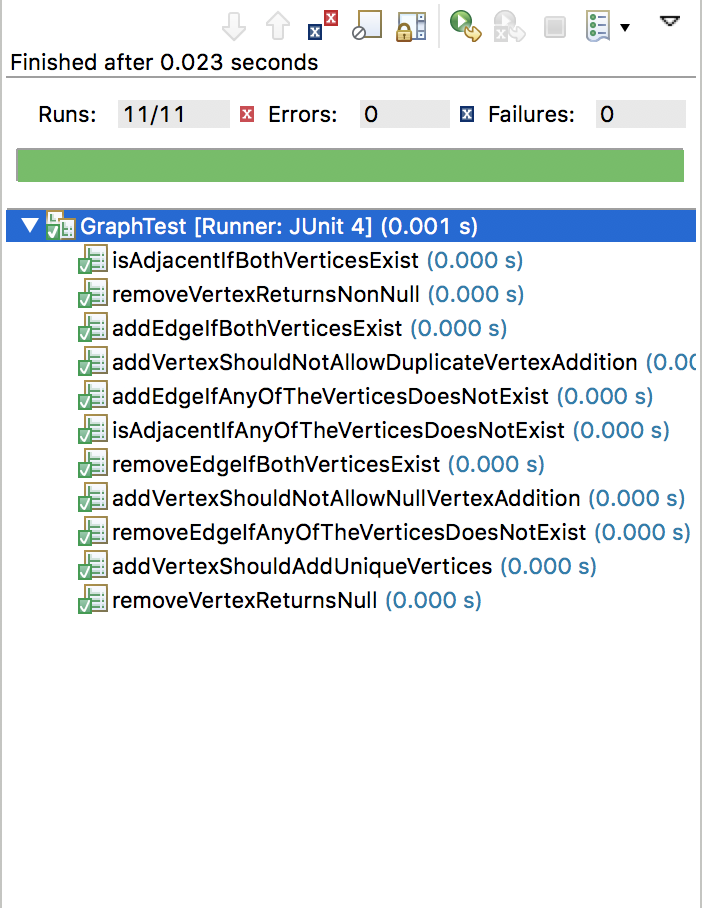 Finished after 0.023 seconds
Runs: 11/11 Errors: 0 Failures: 0
GraphTest [Runner: JUnit 4] (0.001 s)
isAdjacentIfBothVerticesExist (0.000 s)
removeVertexReturnsNonNull (0.000 s)
addEdgeIfBothVerticesExist (0.000 s)
addVertexShouldNotAllowDuplicateVertexAddition (0.00
addEdgeIfAnyOfTheVerticesDoesNotExist (0.000 s)
isAdjacentIfAnyOfTheVerticesDoesNotExist (0.000 s)
removeEdgeIfBothVerticesExist (0.000 s)
addVertexShouldNotAllowNullVertexAddition (0.000 s)
removeEdgeIfAnyOfTheVerticesDoesNotExist (0.000 s)
addVertexShouldAddUniqueVertices (0.000 s)
removeVertexReturnsNull (0.000 s)